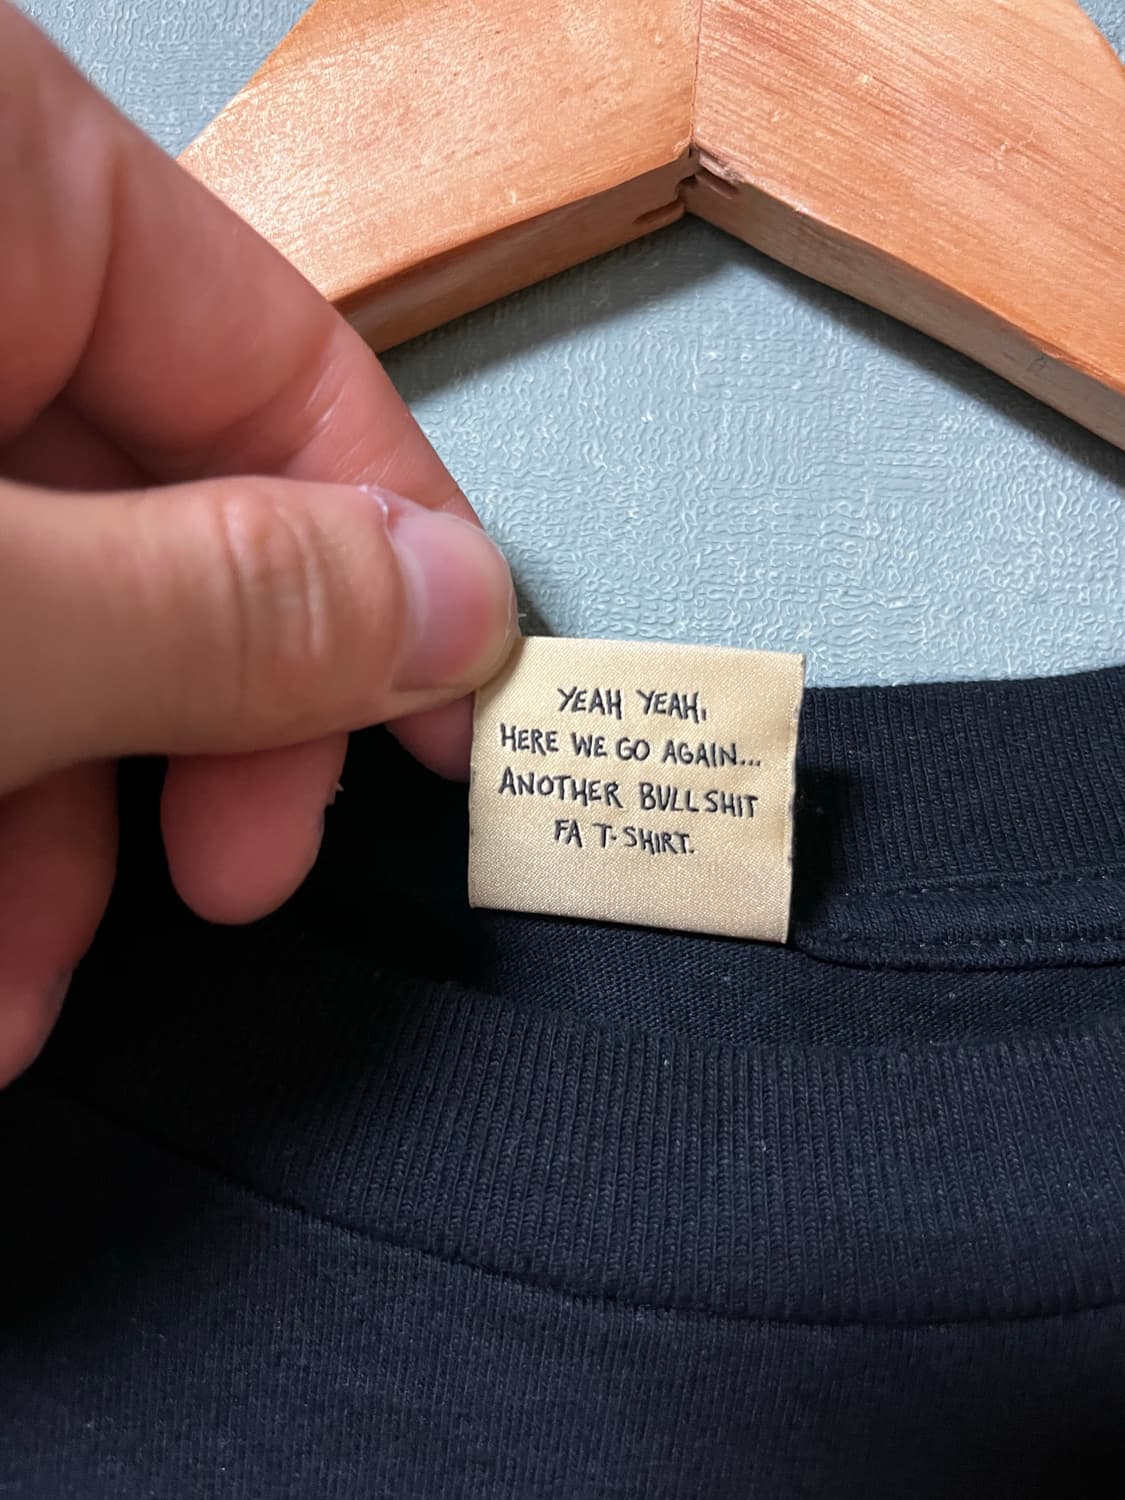 YEAH YEAH,
HERE WE GO AGAIN...
ANOTHER BULLSHIT
FA T-SHIRT.